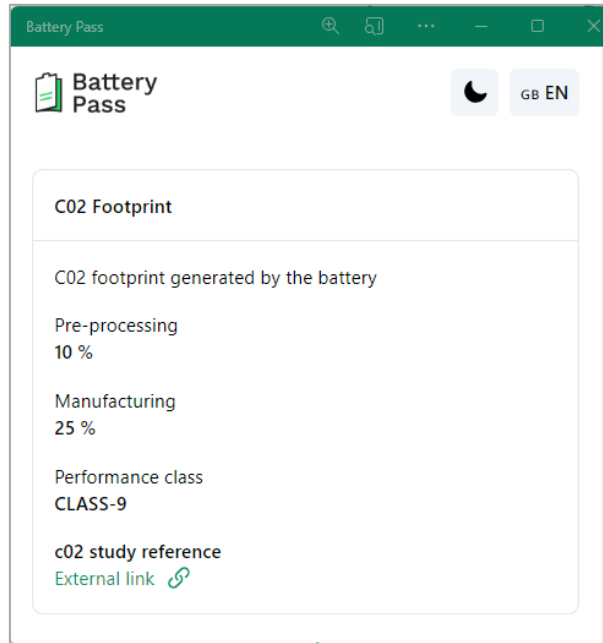 Battery Pass
Battery
Pass
GB EN
C02 Footprint
C02 footprint generated by the battery
Pre-processing
10 %
Manufacturing
25 %
Performance class
CLASS-9
c02 study reference
External link